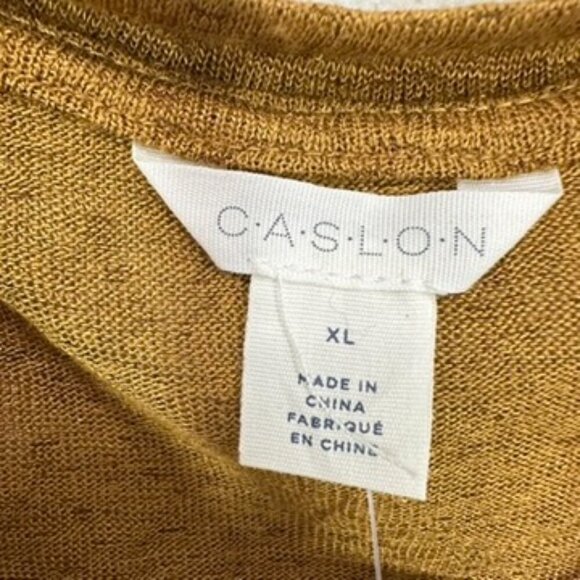 C·A·S·L·O·N
XL
MADE IN
CHINA
FABRIQUÉ
EN CHINE